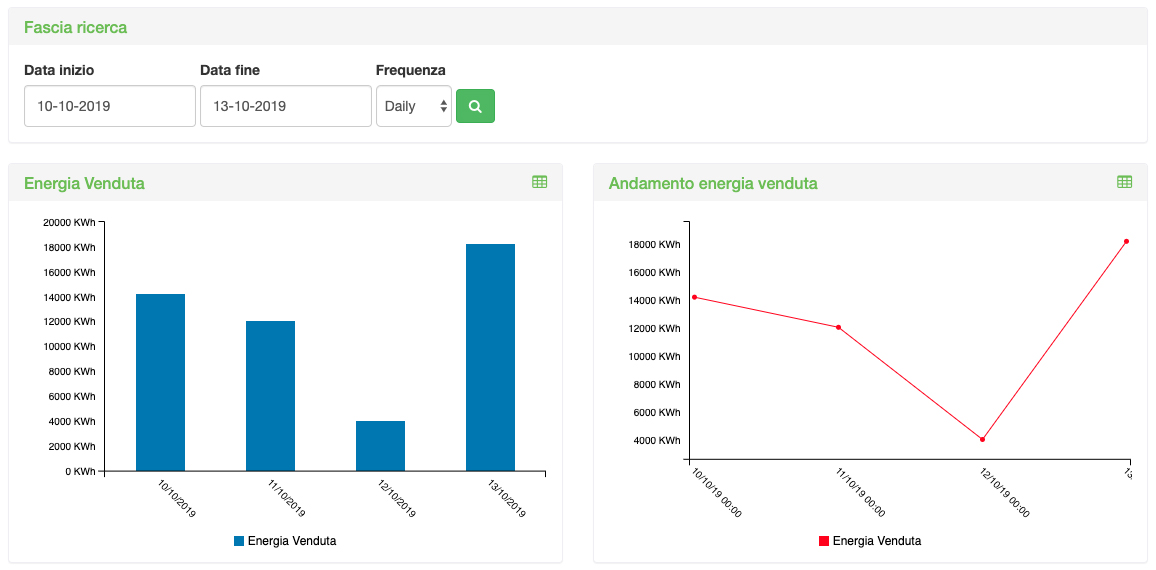 Fascia ricerca
Data inizio Data fine Frequenza
10-10-2019 13-10-2019 Daily
Energia Venduta
20000 KWh
18000 KWh
16000 KWh
14000 KWh
12000 KWh
10000 KWh
8000 KWh
6000 KWh
4000 KWh
2000 KWh
0 KWh
10/10/2019 11/10/2019 12/10/2019 13/10/2019
Energia Venduta
Andamento energia venduta
18000 KWh
16000 KWh
14000 KWh
12000 KWh
10000 KWh
8000 KWh
6000 KWh
4000 KWh
10/10/19 00:00 11/10/19 00:00 12/10/19 00:00
Energia Venduta